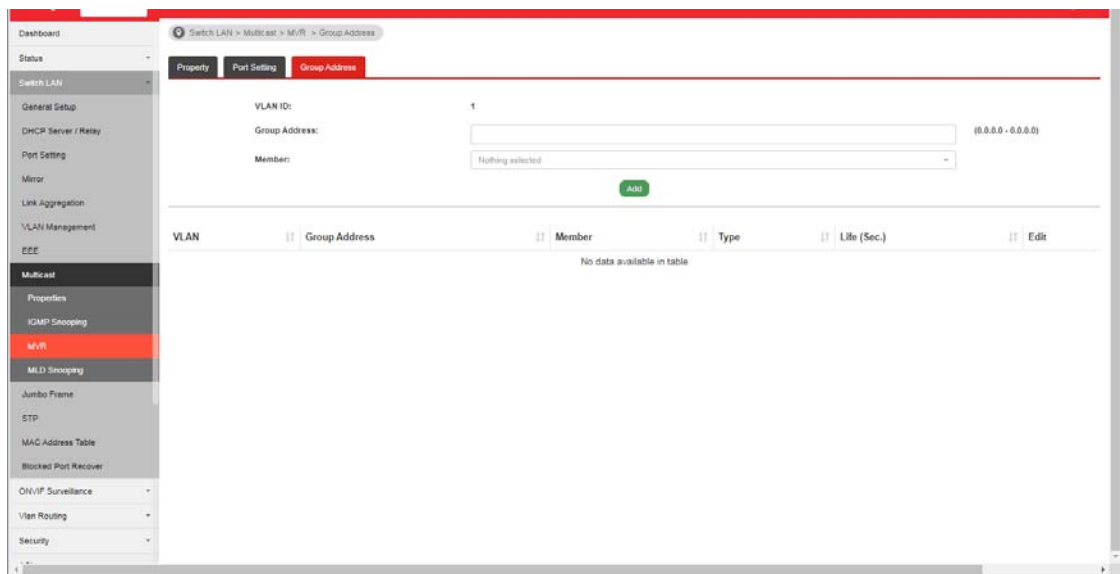 Dashboard
Switch LAN > Multicast > MVR > Group Address
Status
Property Port Setting Group Address
Switch LAN
General Setup
VLAN ID: 1
DHCP Server / Relay
Group Address: (0.0.0.0 - 0.0.0.0)
Port Setting
Member: Nothing selected
Mirror
Add
Link Aggregation
VLAN Management
VLAN Group Address Member Type Life (Sec.) Edit
EEE
No data available in table
Multicast
Properties
IGMP Snooping
MVR
MLD Snooping
Jumbo Frame
STP
MAC Address Table
Blocked Port Recover
ONVIF Surveillance
Vlan Routing
Security